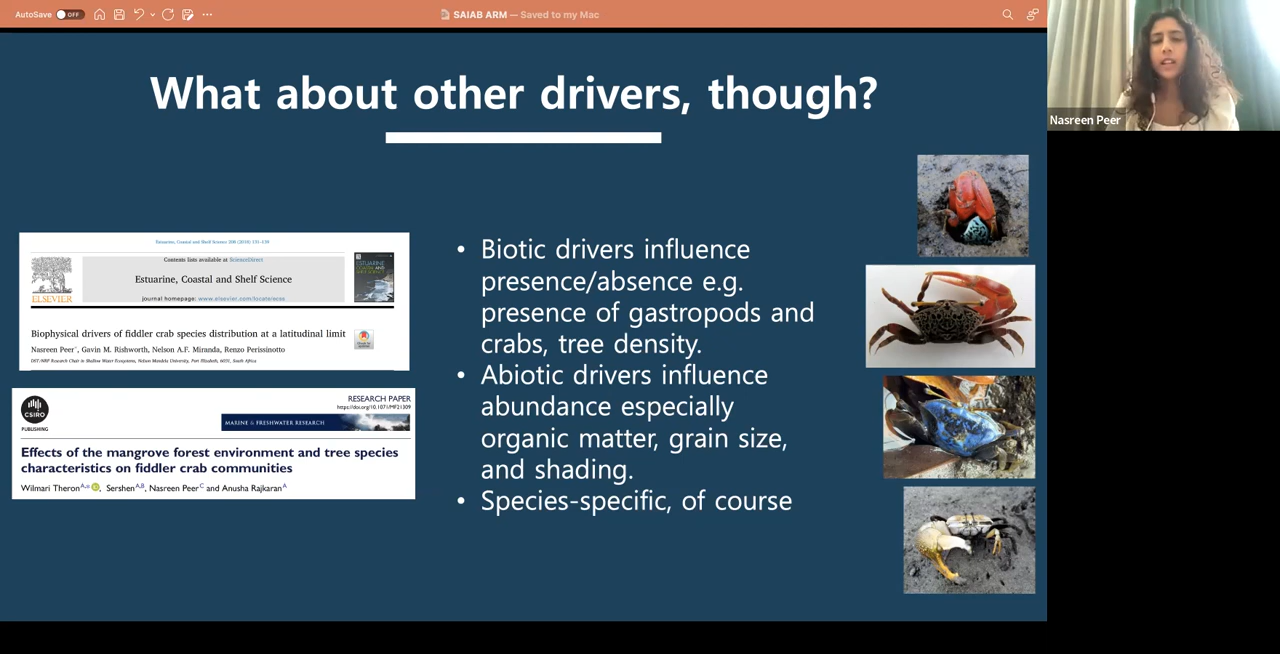 AutoSave OFF
SAIAB ARM — Saved to my Mac
Nasreen Peer
What about other drivers, though?
Estuarine, Coastal and Shelf Science 208 (2018) 131–139
Contents lists available at ScienceDirect
Estuarine, Coastal and Shelf Science
journal homepage: www.elsevier.com/locate/ecss
ELSEVIER
Biophysical drivers of fiddler crab species distribution at a latitudinal limit
Nasreen Peer*, Gavin M. Rishworth, Nelson A.F. Miranda, Renzo Perissinotto
DST/NRF Research Chair in Shallow Water Ecosystems, Nelson Mandela University, Port Elizabeth, 6031, South Africa
CSIRO
PUBLISHING
RESEARCH PAPER
https://doi.org/10.1071/MF21309
MARINE & FRESHWATER RESEARCH
Effects of the mangrove forest environment and tree species
characteristics on fiddler crab communities
Wilmari Theron, Sershen A,B, Nasreen Peer C and Anusha Rajkaran A
• Biotic drivers influence
presence/absence e.g.
presence of gastropods and
crabs, tree density.
• Abiotic drivers influence
abundance especially
organic matter, grain size,
and shading.
• Species-specific, of course